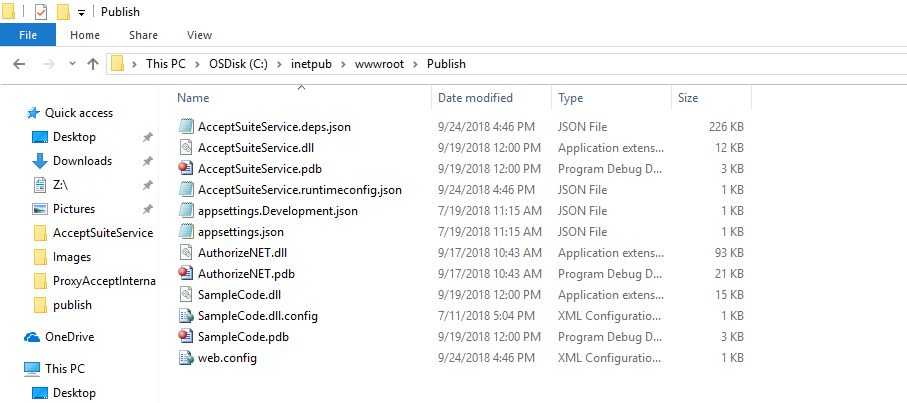 Publish
File Home Share View
This PC OSDisk (C:) inetpub wwwroot Publish
Name Date modified Type Size
Quick access
Desktop
Downloads
Z:\
Pictures
AcceptSuiteService
Images
ProxyAcceptInterna
publish
OneDrive
This PC
Desktop
AcceptSuiteService.deps.json 9/24/2018 4:46 PM JSON File 226 KB
AcceptSuiteService.dll 9/19/2018 12:00 PM Application extens... 12 KB
AcceptSuiteService.pdb 9/19/2018 12:00 PM Program Debug D... 3 KB
AcceptSuiteService.runtimeconfig.json 9/24/2018 4:46 PM JSON File 1 KB
appsettings.Development.json 7/19/2018 11:15 AM JSON File 1 KB
appsettings.json 7/19/2018 11:15 AM JSON File 1 KB
AuthorizeNET.dll 9/17/2018 10:43 AM Application extens... 93 KB
AuthorizeNET.pdb 9/17/2018 10:43 AM Program Debug D... 21 KB
SampleCode.dll 9/19/2018 12:00 PM Application extens... 15 KB
SampleCode.dll.config 7/11/2018 5:04 PM XML Configuratio... 1 KB
SampleCode.pdb 9/19/2018 12:00 PM Program Debug D... 3 KB
web.config 9/24/2018 4:46 PM XML Configuratio... 1 KB